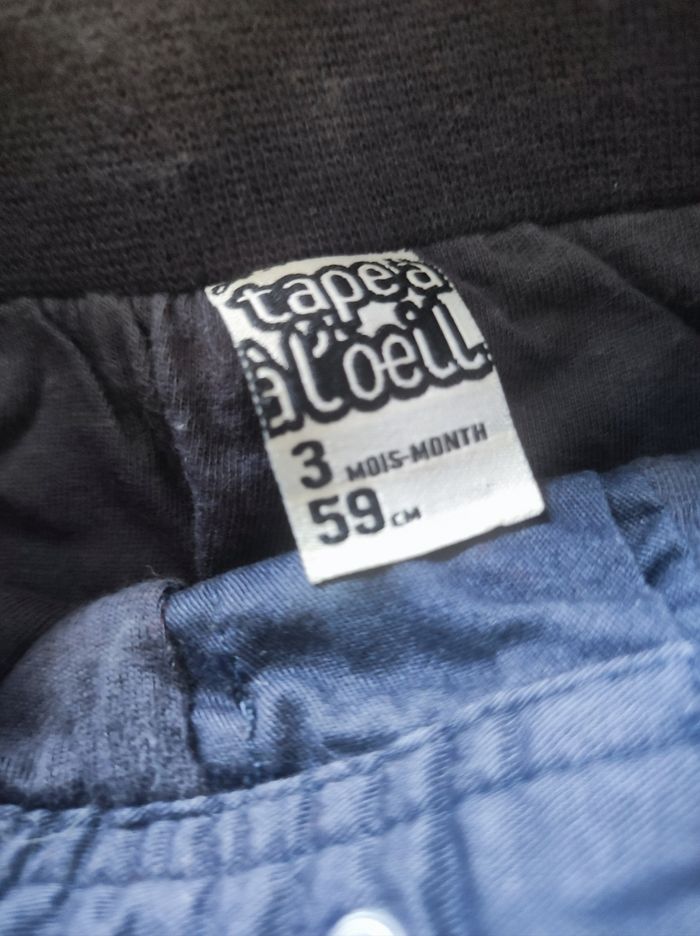 tape à
à l'oeil
3 MOIS-MONTH
59 CM